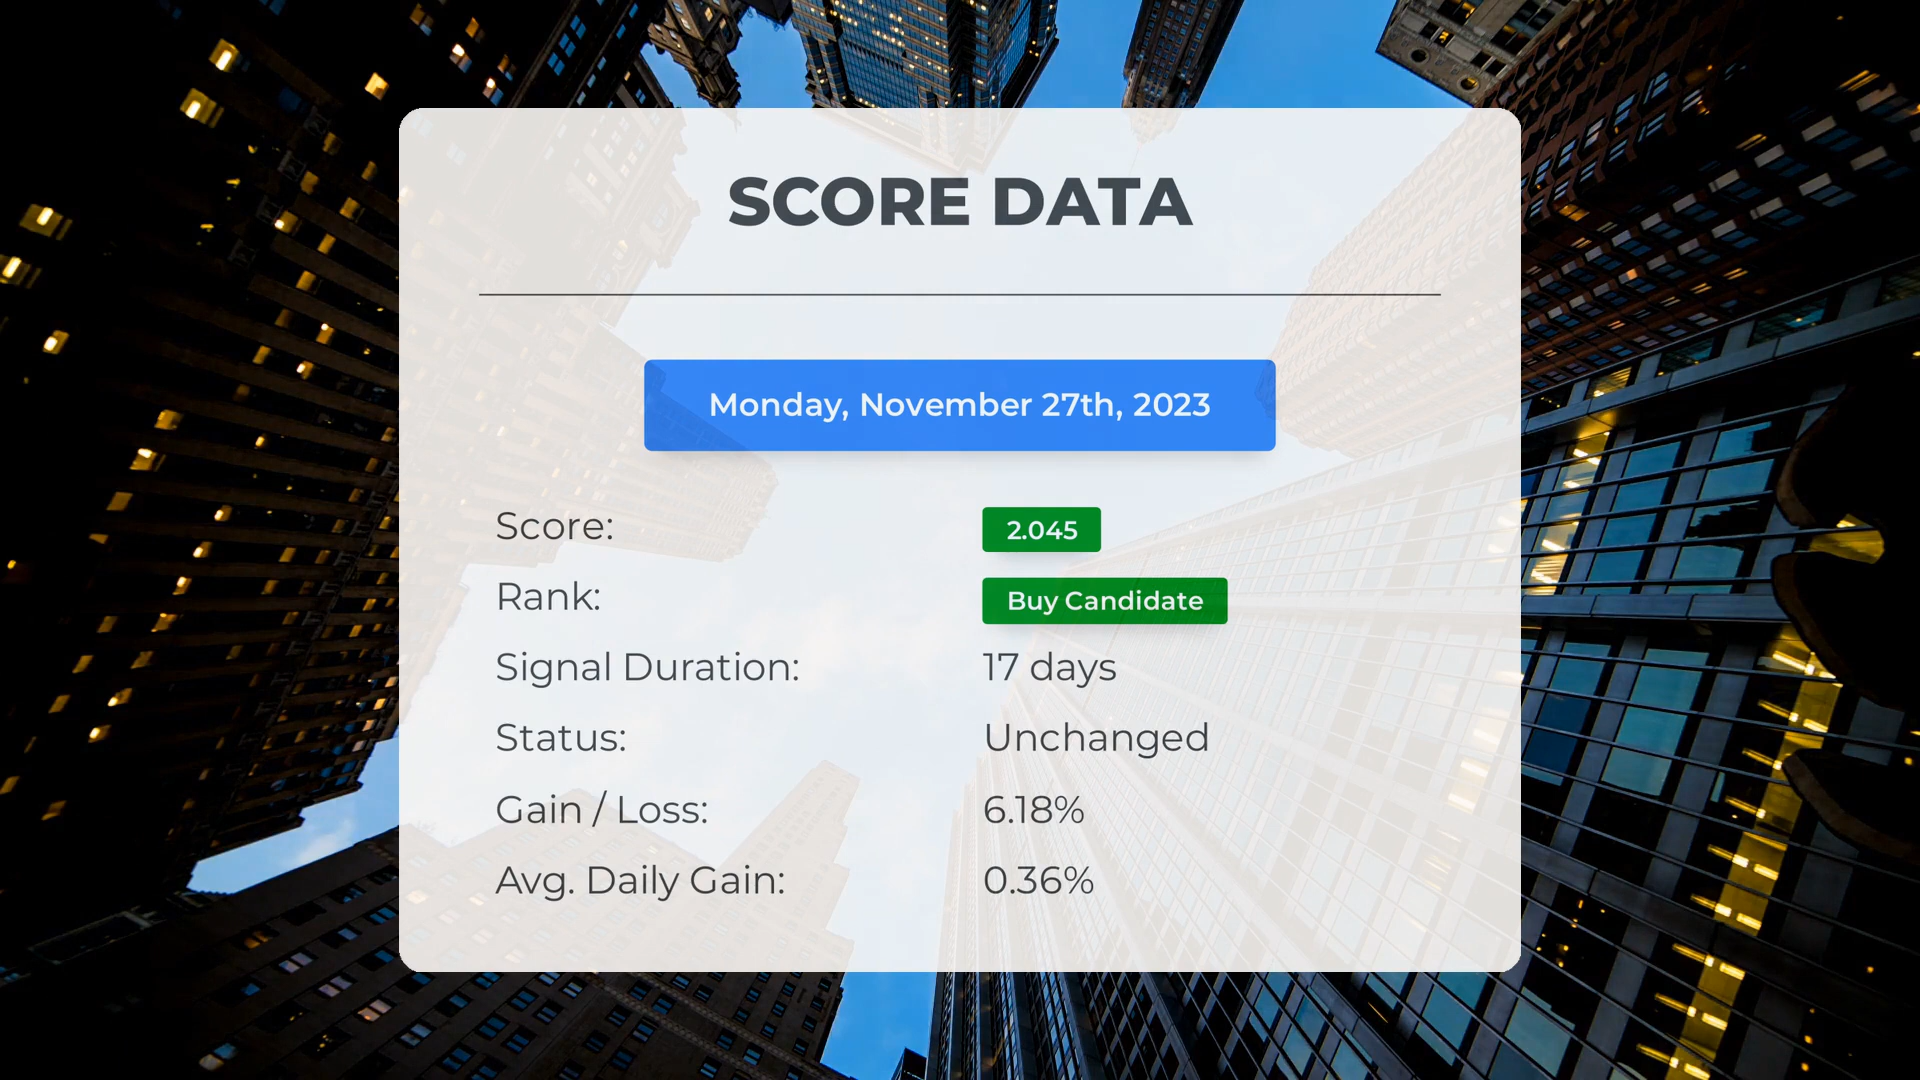 SCORE DATA
Monday, November 27th, 2023
Score: 2.045
Rank: Buy Candidate
Signal Duration: 17 days
Status: Unchanged
Gain / Loss: 6.18%
Avg. Daily Gain: 0.36%